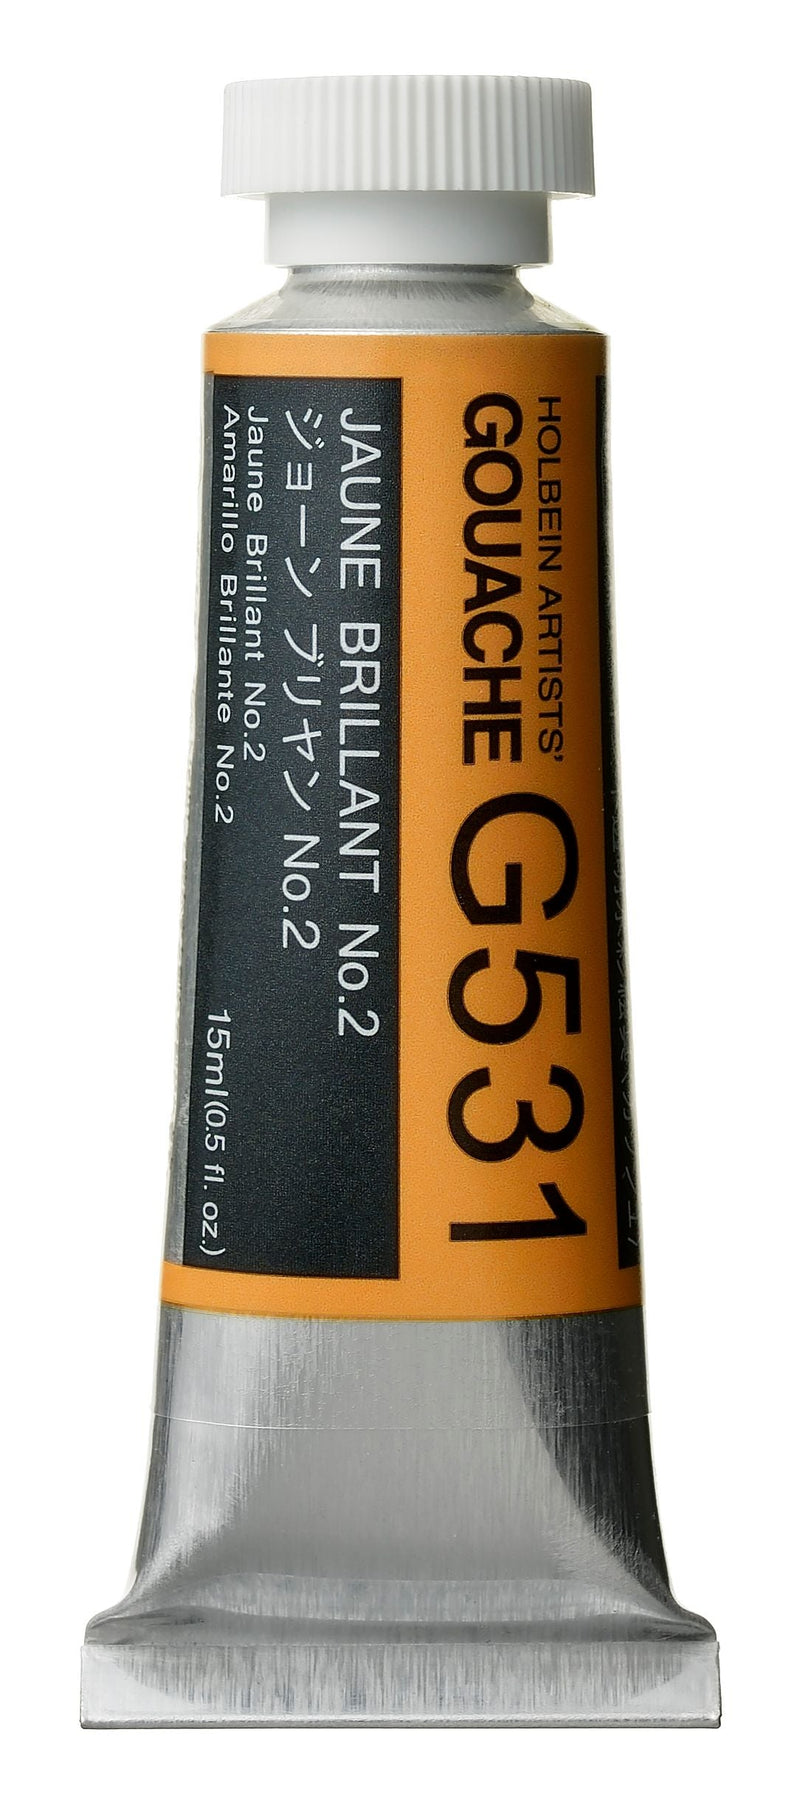 HOLBEIN ARTISTS'
GOUACHE G531
JAUNE BRILLANT No.2
ジョーン ブリヤン No.2
Jaune Brillant No.2
Amarillo Brillante No.2
15ml(0.5 fl. oz.)